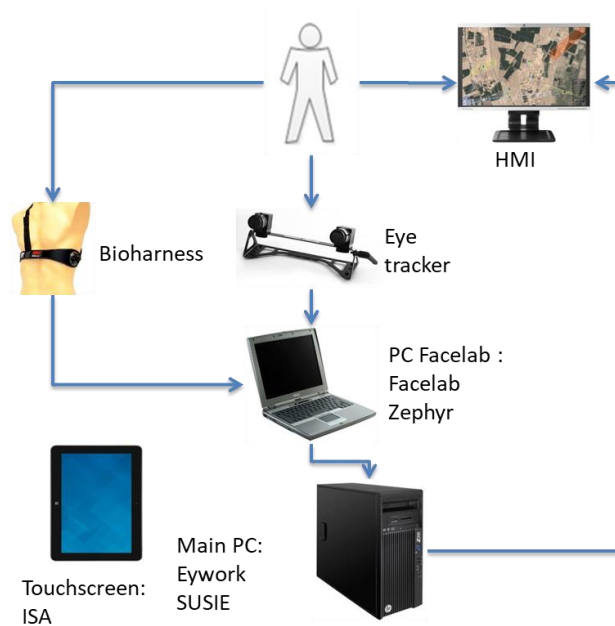 HMI
Bioharness
Eye
tracker
PC Facelab :
Facelab
Zephyr
Main PC:
Eywork
SUSIE
Touchscreen:
ISA